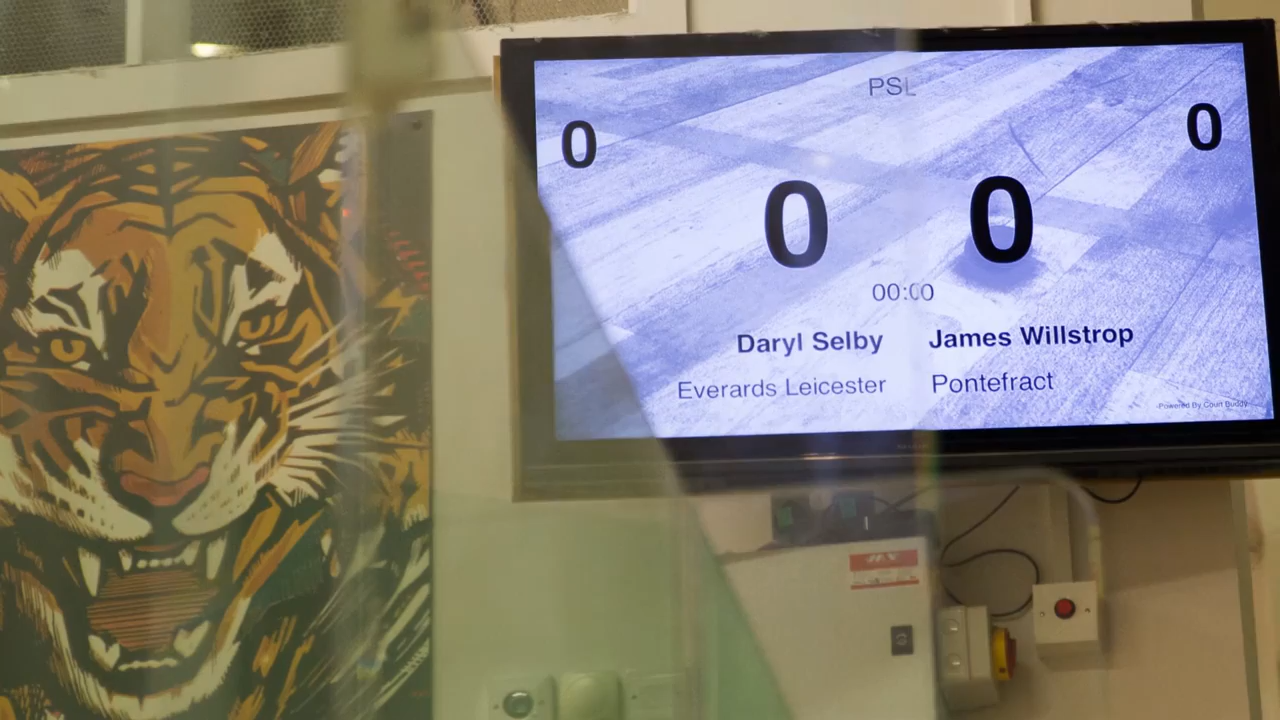 PSL
0 0
0 0
00:00
Daryl Selby James Willstrop
Everards Leicester Pontefract
Powered By Court Buddy